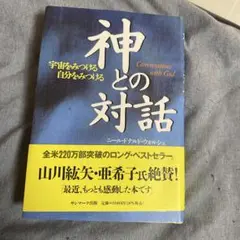 宇宙をみつける
自分をみつける
神
との
対話
Conversations
with God
ニール・ドナルド・ウォルシュ
全米220万部突破のロング・ベストセラー。
山川紘矢・亜希子氏絶賛!
「最近、もっとも感動した本です」
サンマーク出版